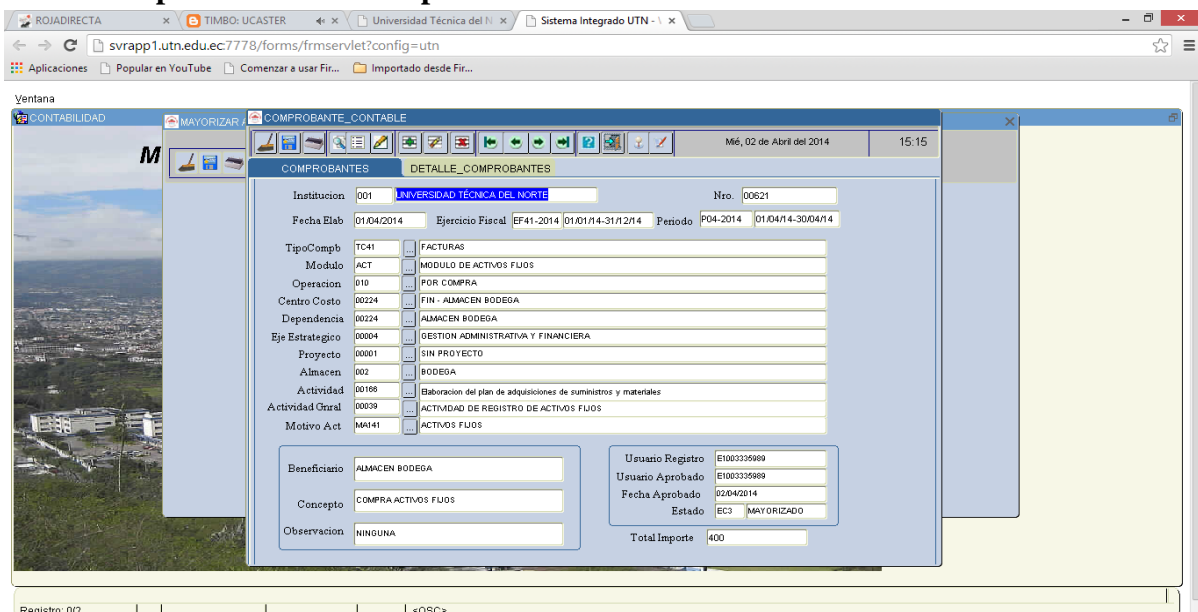 ROJADIRECTA
TIMBO: UCASTER
Universidad Técnica del N
Sistema Integrado UTN - \
svrapp1.utn.edu.ec:7778/forms/frmservlet?config=utn
Aplicaciones
Popular en YouTube
Comenzar a usar Fir...
Importado desde Fir...
Ventana
CONTABILIDAD
MAYORIZAR A
COMPROBANTE_CONTABLE
M
Mié, 02 de Abril del 2014
15:15
COMPROBANTES
DETALLE_COMPROBANTES
Institucion 001 UNIVERSIDAD TÉCNICA DEL NORTE Nro. 00621
Fecha Elab 01/04/2014 Ejercicio Fiscal EF41-2014 01/01/14-31/12/14 Periodo P04-2014 01/04/14-30/04/14
TipoCompb TC41 ... FACTURAS
Modulo ACT ... MODULO DE ACTIVOS FIJOS
Operacion 010 ... POR COMPRA
Centro Costo 00224 ... FIN - ALMACEN BODEGA
Dependencia 00224 ... ALMACEN BODEGA
Eje Estrategico 00004 ... GESTION ADMINISTRATIVA Y FINANCIERA
Proyecto 00001 ... SIN PROYECTO
Almacen 002 ... BODEGA
Actividad 00166 ... Elaboracion del plan de adquisiciones de suministros y materiales
Actividad Gnral 00039 ... ACTIVIDAD DE REGISTRO DE ACTIVOS FIJOS
Motivo Act MA141 ... ACTIVOS FIJOS
Beneficiario ALMACEN BODEGA
Concepto COMPRA ACTIVOS FIJOS
Observacion NINGUNA
Usuario Registro E1003335989
Usuario Aprobado E1003335989
Fecha Aprobado 02/04/2014
Estado EC3 MAYORIZADO
Total Importe 400
Registro: 0/2
<OSC>